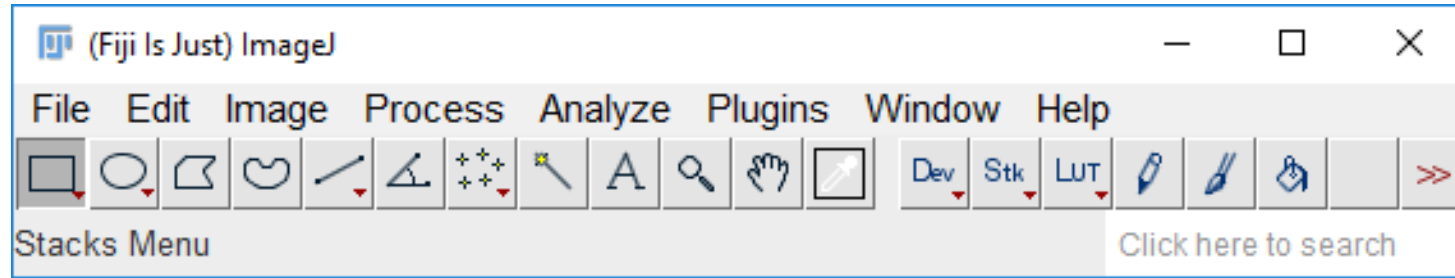 (Fiji Is Just) ImageJ
File Edit Image Process Analyze Plugins Window Help
A Dev Stk LUT >>
Stacks Menu Click here to search